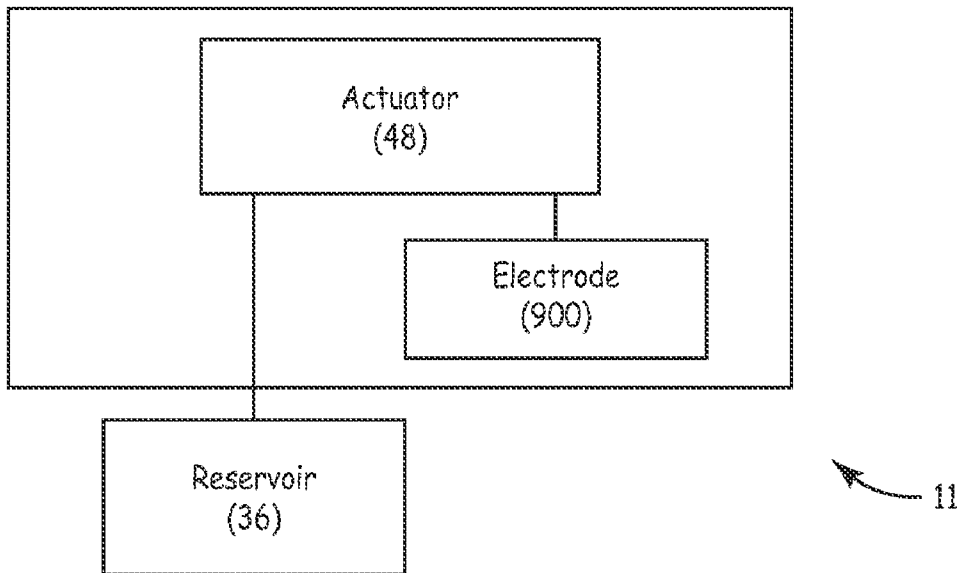 Actuator
(48)
Electrode
(900)
Reservoir
(36)
11